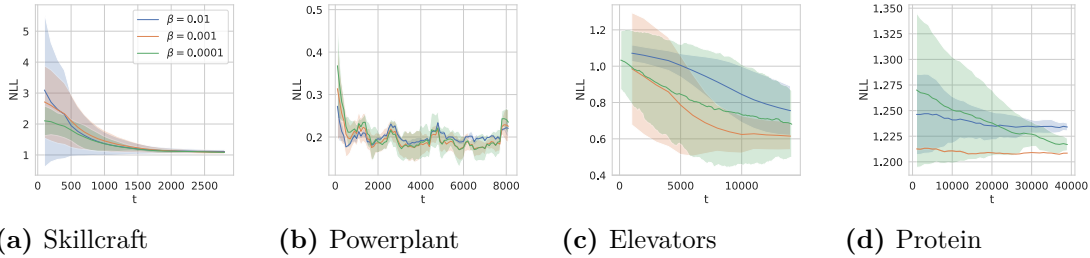 NLL
5
4
3
2
1
0
500
1000
1500
2000
2500
t
β = 0.01
β = 0.001
β = 0.0001
NLL
0.5
0.4
0.3
0.2
0
2000
4000
6000
8000
t
NLL
1.2
1.0
0.8
0.6
0.4
0
5000
10000
t
NLL
1.350
1.325
1.300
1.275
1.250
1.225
1.200
0
10000
20000
30000
40000
t
(a) Skillcraft
(b) Powerplant
(c) Elevators
(d) Protein